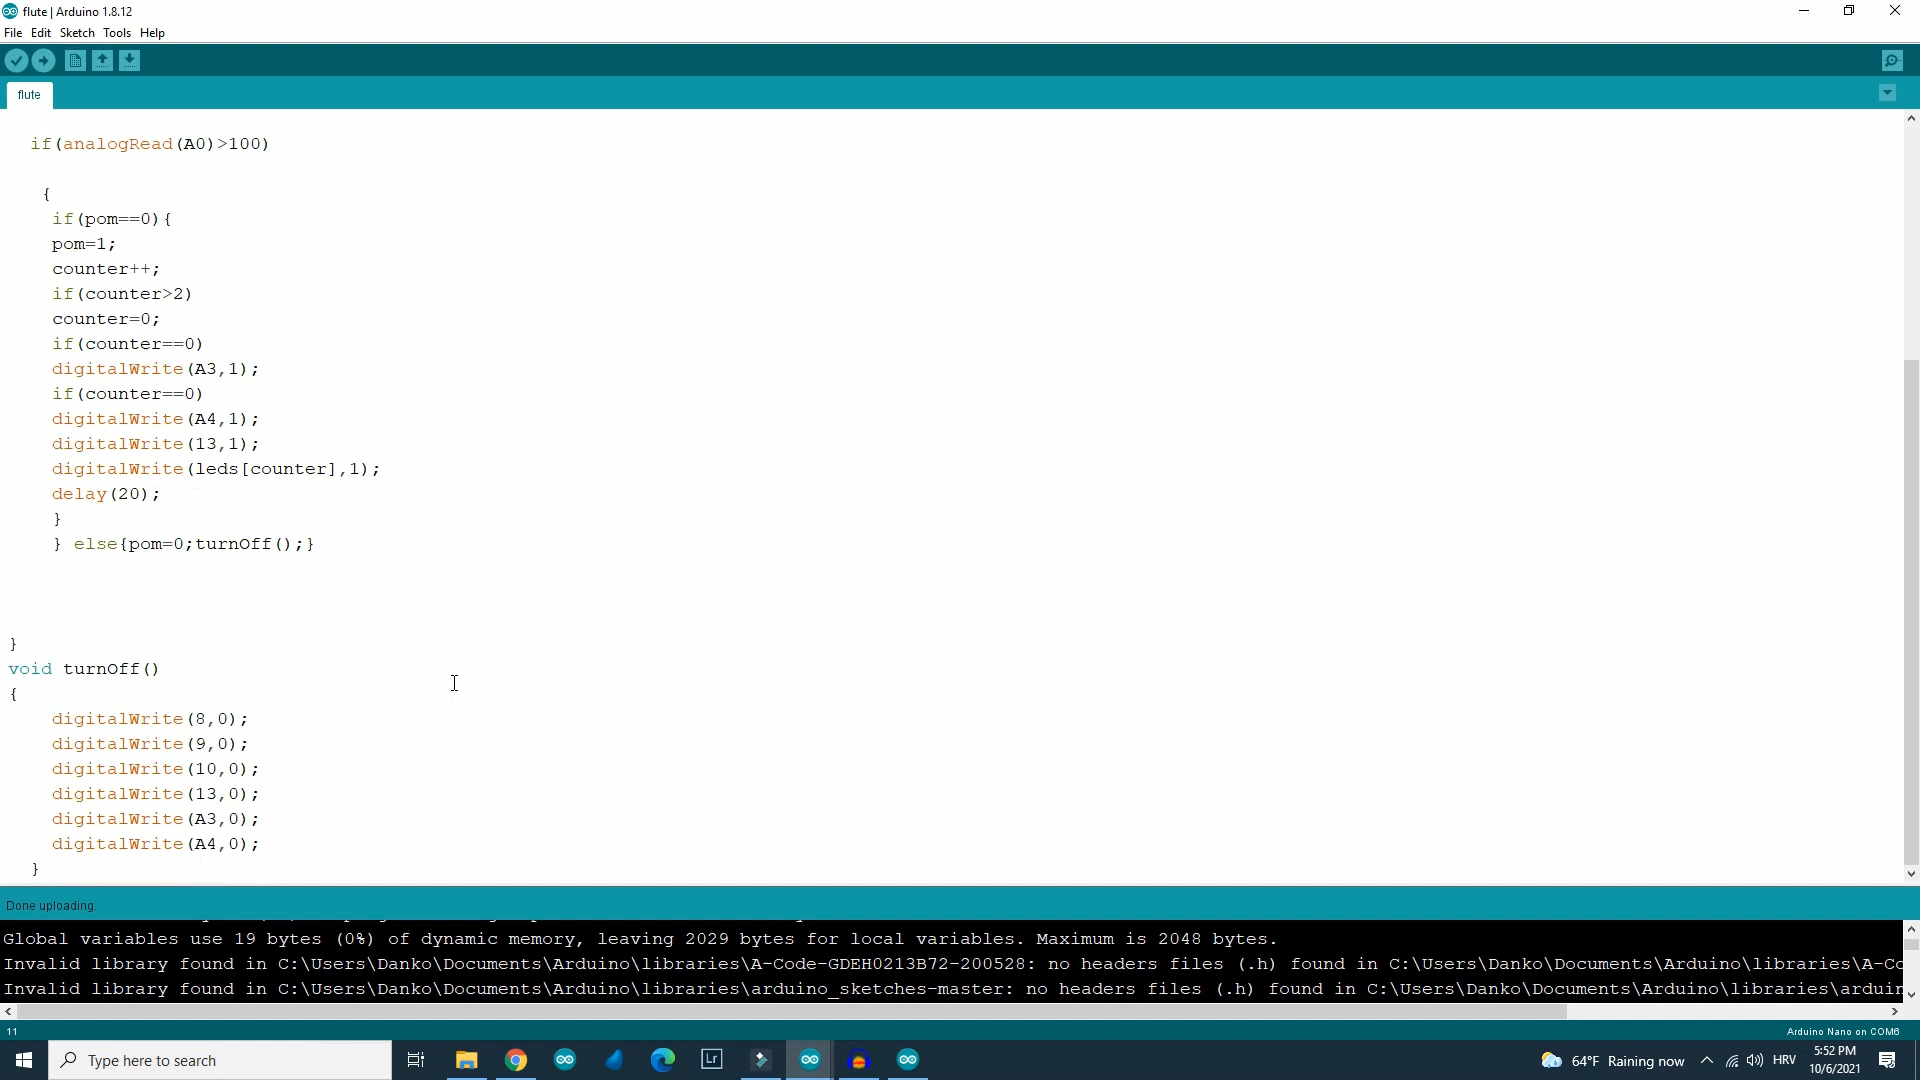 flute | Arduino 1.8.12
File Edit Sketch Tools Help
flute
if(analogRead(A0)>100)
{
if(pom==0){
pom=1;
counter++;
if(counter>2)
counter=0;
if(counter==0)
digitalWrite(A3,1);
if(counter==0)
digitalWrite(A4,1);
digitalWrite(13,1);
digitalWrite(leds[counter],1);
delay(20);
}
} else{pom=0;turnOff();}
}
void turnOff()
{
digitalWrite(8,0);
digitalWrite(9,0);
digitalWrite(10,0);
digitalWrite(13,0);
digitalWrite(A3,0);
digitalWrite(A4,0);
}
Done uploading.
Global variables use 19 bytes (0%) of dynamic memory, leaving 2029 bytes for local variables. Maximum is 2048 bytes.
Invalid library found in C:\Users\Danko\Documents\Arduino\libraries\A-Code-GDEH0213B72-200528: no headers files (.h) found in C:\Users\Danko\Documents\Arduino\libraries\A-Co
Invalid library found in C:\Users\Danko\Documents\Arduino\libraries\arduino_sketches-master: no headers files (.h) found in C:\Users\Danko\Documents\Arduino\libraries\arduin
11
Arduino Nano on COM6
Type here to search
Lr
64°F Raining now
HRV
5:52 PM
10/6/2021